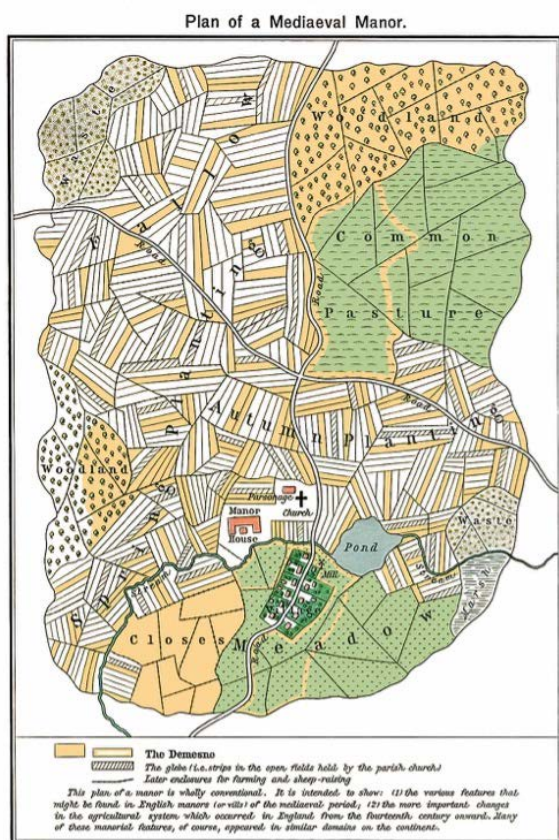 Plan of a Mediaeval Manor.
Waste
Woodland
Fallow
Common
Pasture
Road
Road
Spring Planting
Autumn Planting
Road
Woodland
Parsonage
Church
Manor
House
Pond
Waste
Mill
Stream
Stream
Marsh
Closes
Meadow
Road
The Demesne
The glebe (i.e. strips in the open fields held by the parish church)
Later enclosures for farming and sheep-raising
This plan of a manor is wholly conventional. It is intended to show: (1) the various features that
might be found in English manors (or vills) of the mediaeval period; (2) the more important changes
in the agricultural system which occurred in England from the fourteenth century onward. Many
of these manorial features, of course, appeared in similar domains on the continent.